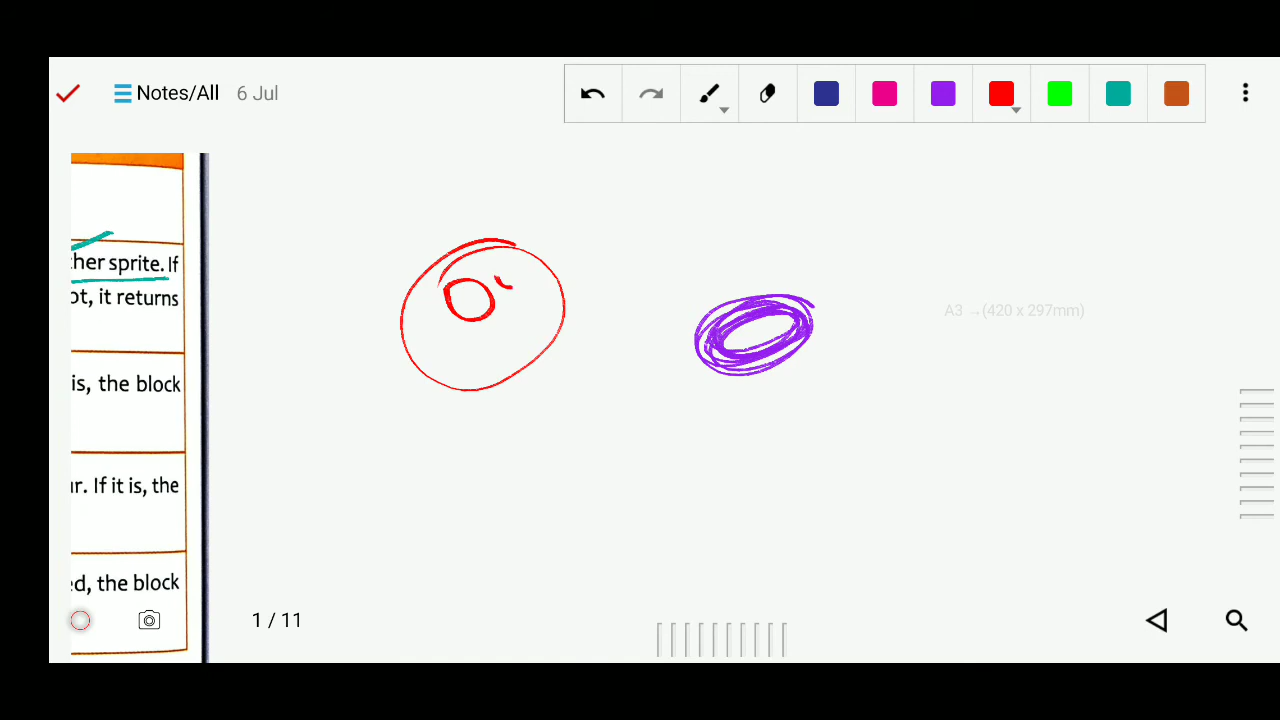 Notes/All 6 Jul
her sprite. If
ot, it returns
is, the block
ur. If it is, the
ed, the block
A3 →(420 x 297mm)
1 / 11